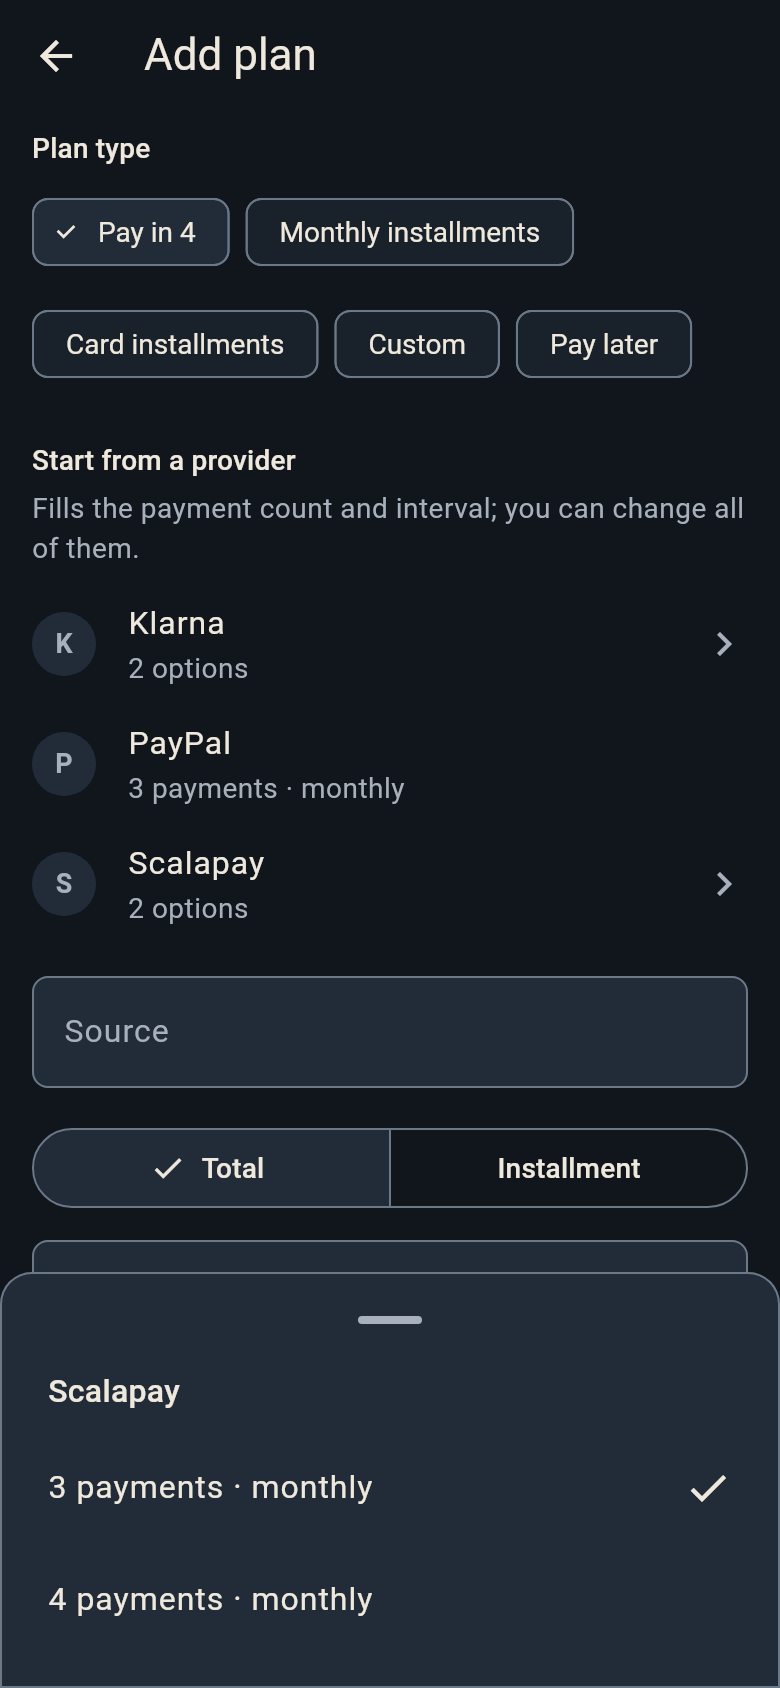 Add plan
Plan type
Pay in 4
Monthly installments
Card installments
Custom
Pay later
Start from a provider
Fills the payment count and interval; you can change all
of them.
K
Klarna
2 options
P
PayPal
3 payments · monthly
S
Scalapay
2 options
Source
Total
Installment
Scalapay
3 payments · monthly
4 payments · monthly